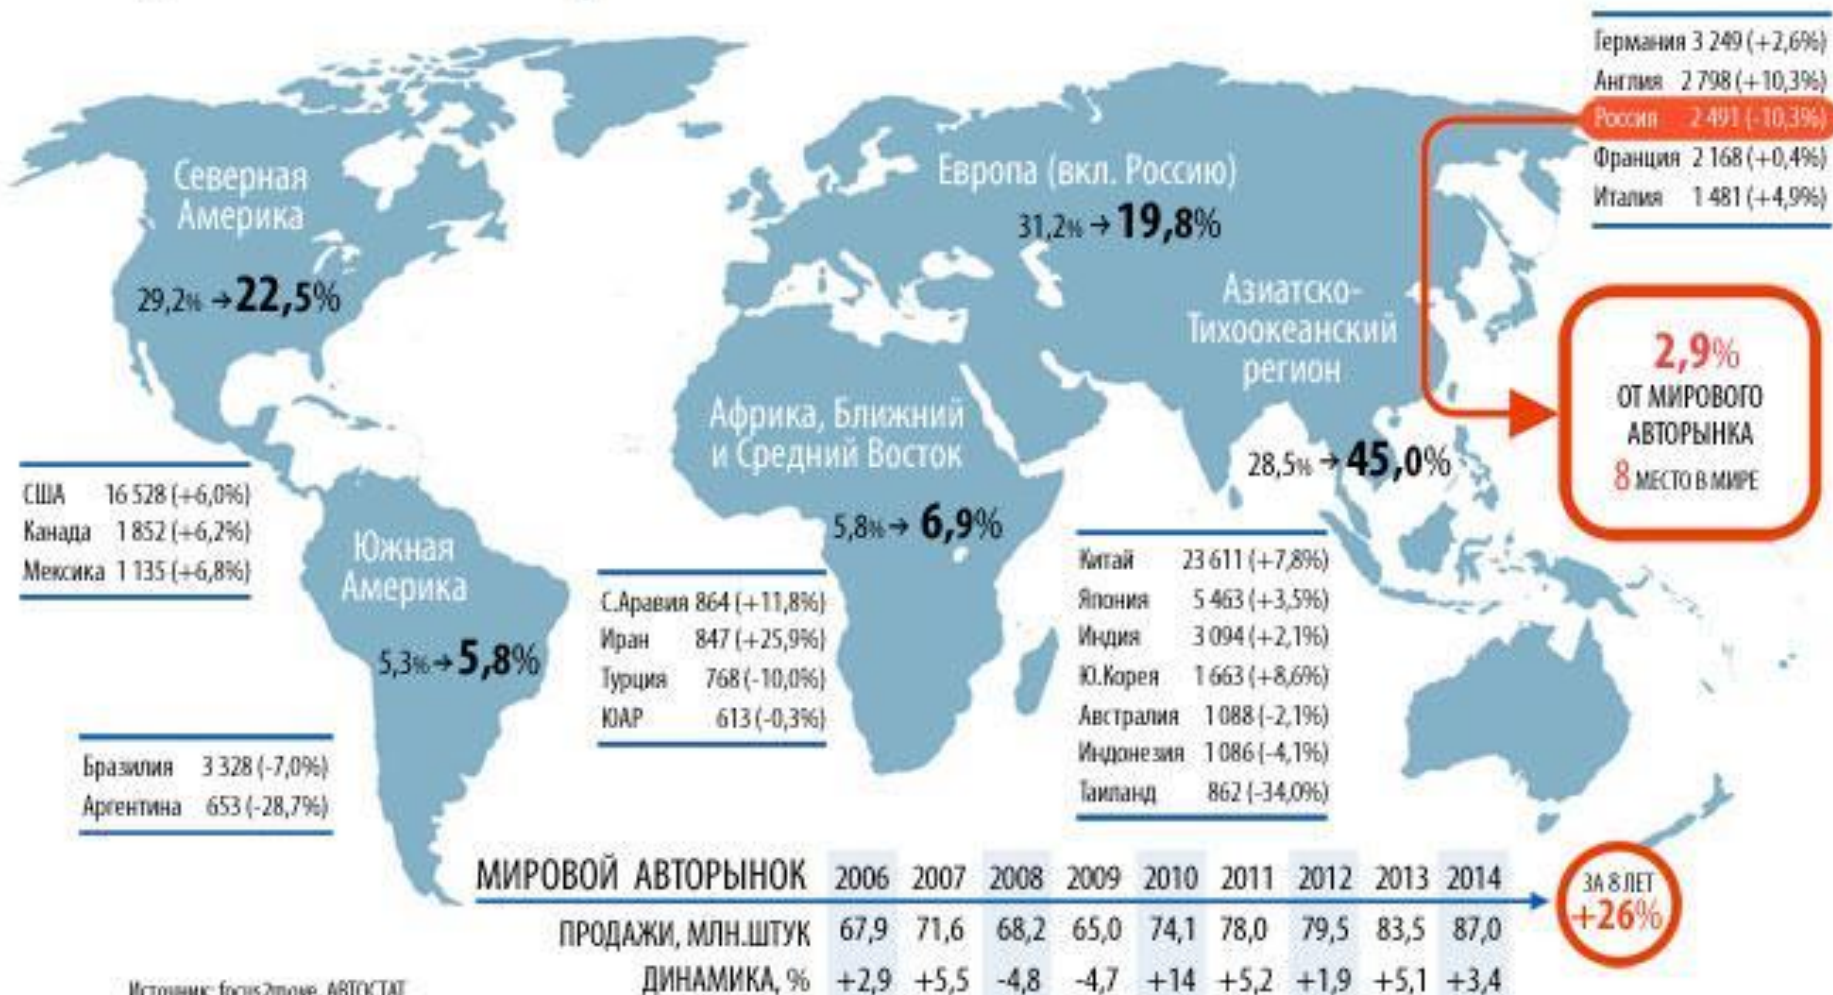 Германия 3 249 (+2,6%)
Англия 2 798 (+10,3%)
Россия 2 491 (-10,3%)
Франция 2 168 (+0,4%)
Италия 1 481 (+4,9%)
Северная
Америка
29,2% → 22,5%
Европа (вкл. Россию)
31,2% → 19,8%
Азиатско-
Тихоокеанский
регион
28,5% → 45,0%
2,9%
ОТ МИРОВОГО
АВТОРЫНКА
8 МЕСТО В МИРЕ
Африка, Ближний
и Средний Восток
5,8% → 6,9%
США 16 528 (+6,0%)
Канада 1 852 (+6,2%)
Мексика 1 135 (+6,8%)
Южная
Америка
5,3% → 5,8%
С.Аравия 864 (+11,8%)
Иран 847 (+25,9%)
Турция 768 (-10,0%)
ЮАР 613 (-0,3%)
Китай 23 611 (+7,8%)
Япония 5 463 (+3,5%)
Индия 3 094 (+2,1%)
Ю.Корея 1 663 (+8,6%)
Австралия 1 088 (-2,1%)
Индонезия 1 086 (-4,1%)
Таиланд 862 (-34,0%)
Бразилия 3 328 (-7,0%)
Аргентина 653 (-28,7%)
МИРОВОЙ АВТОРЫНОК 2006 2007 2008 2009 2010 2011 2012 2013 2014
ПРОДАЖИ, МЛН.ШТУК 67,9 71,6 68,2 65,0 74,1 78,0 79,5 83,5 87,0
ДИНАМИКА, % +2,9 +5,5 -4,8 -4,7 +14 +5,2 +1,9 +5,1 +3,4
ЗА 8 ЛЕТ
+26%
Источник: focus2move, АВТОСТАТ